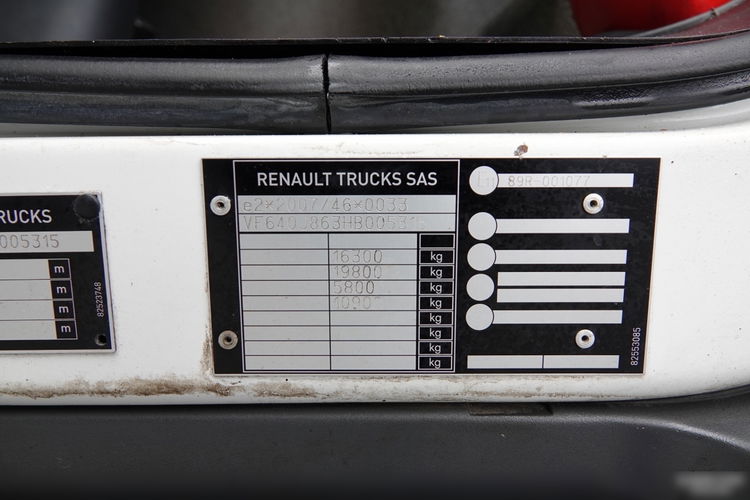 RUCKS
005315
m
m
m
m
82523748
RENAULT TRUCKS SAS
e2*2007/46*0033
16300 kg
19800 kg
5800 kg
kg
kg
kg
kg
kg
89R-001077
82553085